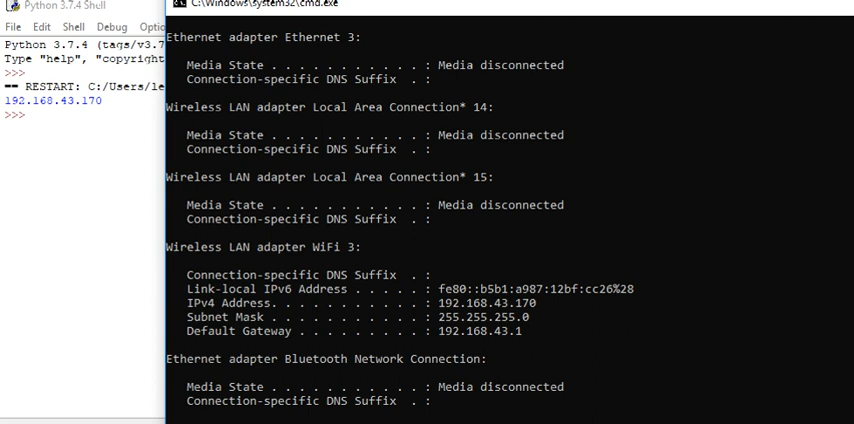 Python 3.7.4 Shell
File Edit Shell Debug
Python 3.7.4 (tags/v3.7
Type "help", "copyright
>>>
== RESTART: C:/Users/le
192.168.43.170
>>>
C:\Windows\system32\cmd.exe
Ethernet adapter Ethernet 3:
Media State . . . . . . . . . . . : Media disconnected
Connection-specific DNS Suffix . :
Wireless LAN adapter Local Area Connection* 14:
Media State . . . . . . . . . . . : Media disconnected
Connection-specific DNS Suffix . :
Wireless LAN adapter Local Area Connection* 15:
Media State . . . . . . . . . . . : Media disconnected
Connection-specific DNS Suffix . :
Wireless LAN adapter WiFi 3:
Connection-specific DNS Suffix . :
Link-local IPv6 Address . . . . . : fe80::b5b1:a987:12bf:cc26%28
IPv4 Address. . . . . . . . . . . : 192.168.43.170
Subnet Mask . . . . . . . . . . . : 255.255.255.0
Default Gateway . . . . . . . . . : 192.168.43.1
Ethernet adapter Bluetooth Network Connection:
Media State . . . . . . . . . . . : Media disconnected
Connection-specific DNS Suffix . :